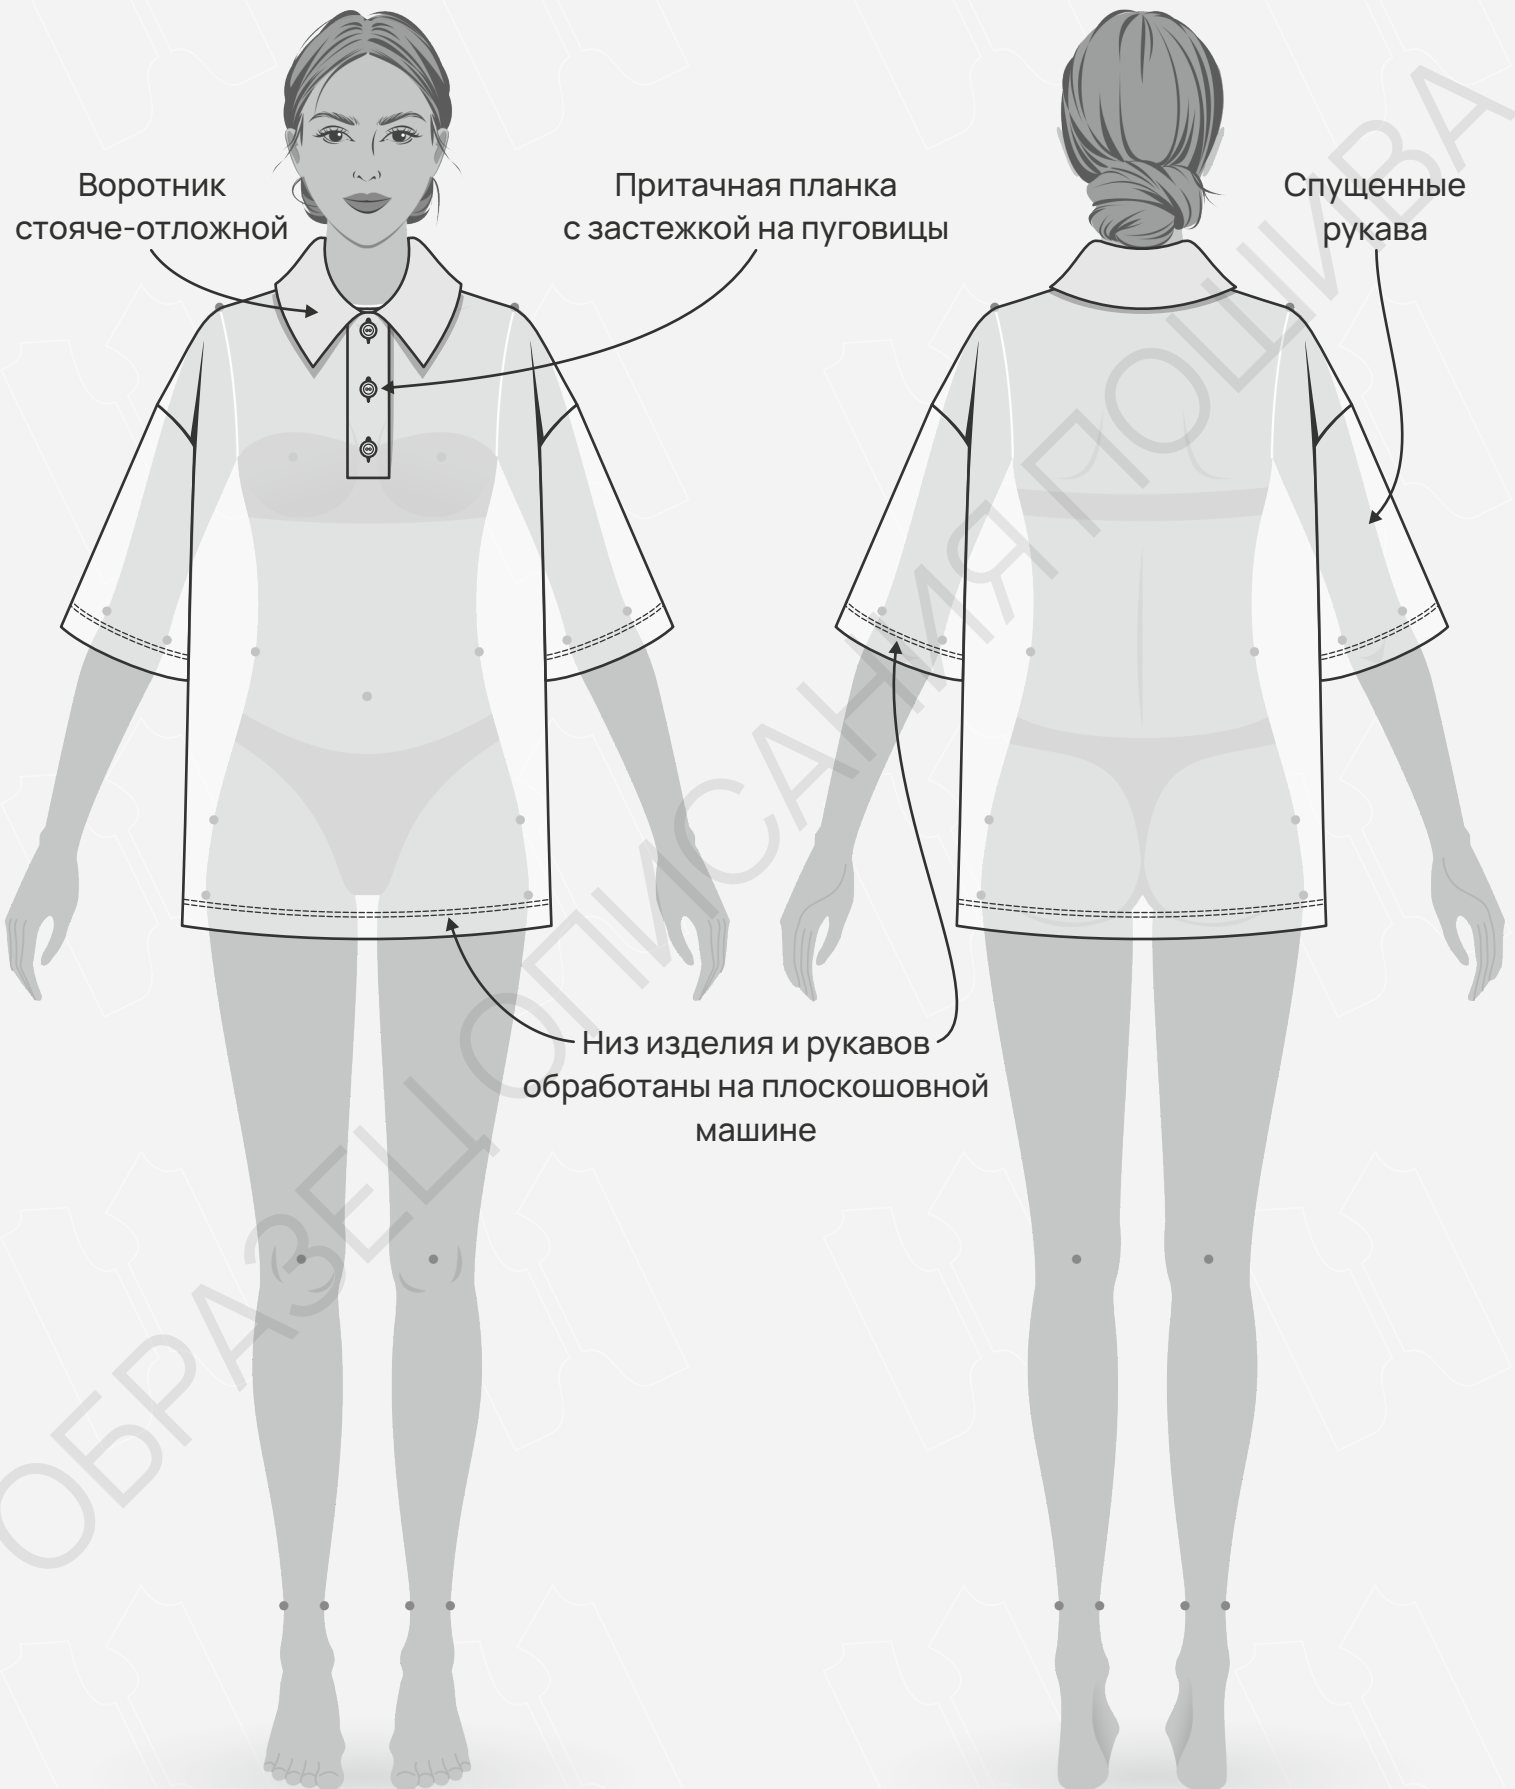 Воротник
стояче-отложной
Притачная планка
с застежкой на пуговицы
Спущенные
рукава
Низ изделия и рукавов
обработаны на плоскошовной
машине
ОБРАЗЕЦ ОПИСАНИЯ ПОШИВА